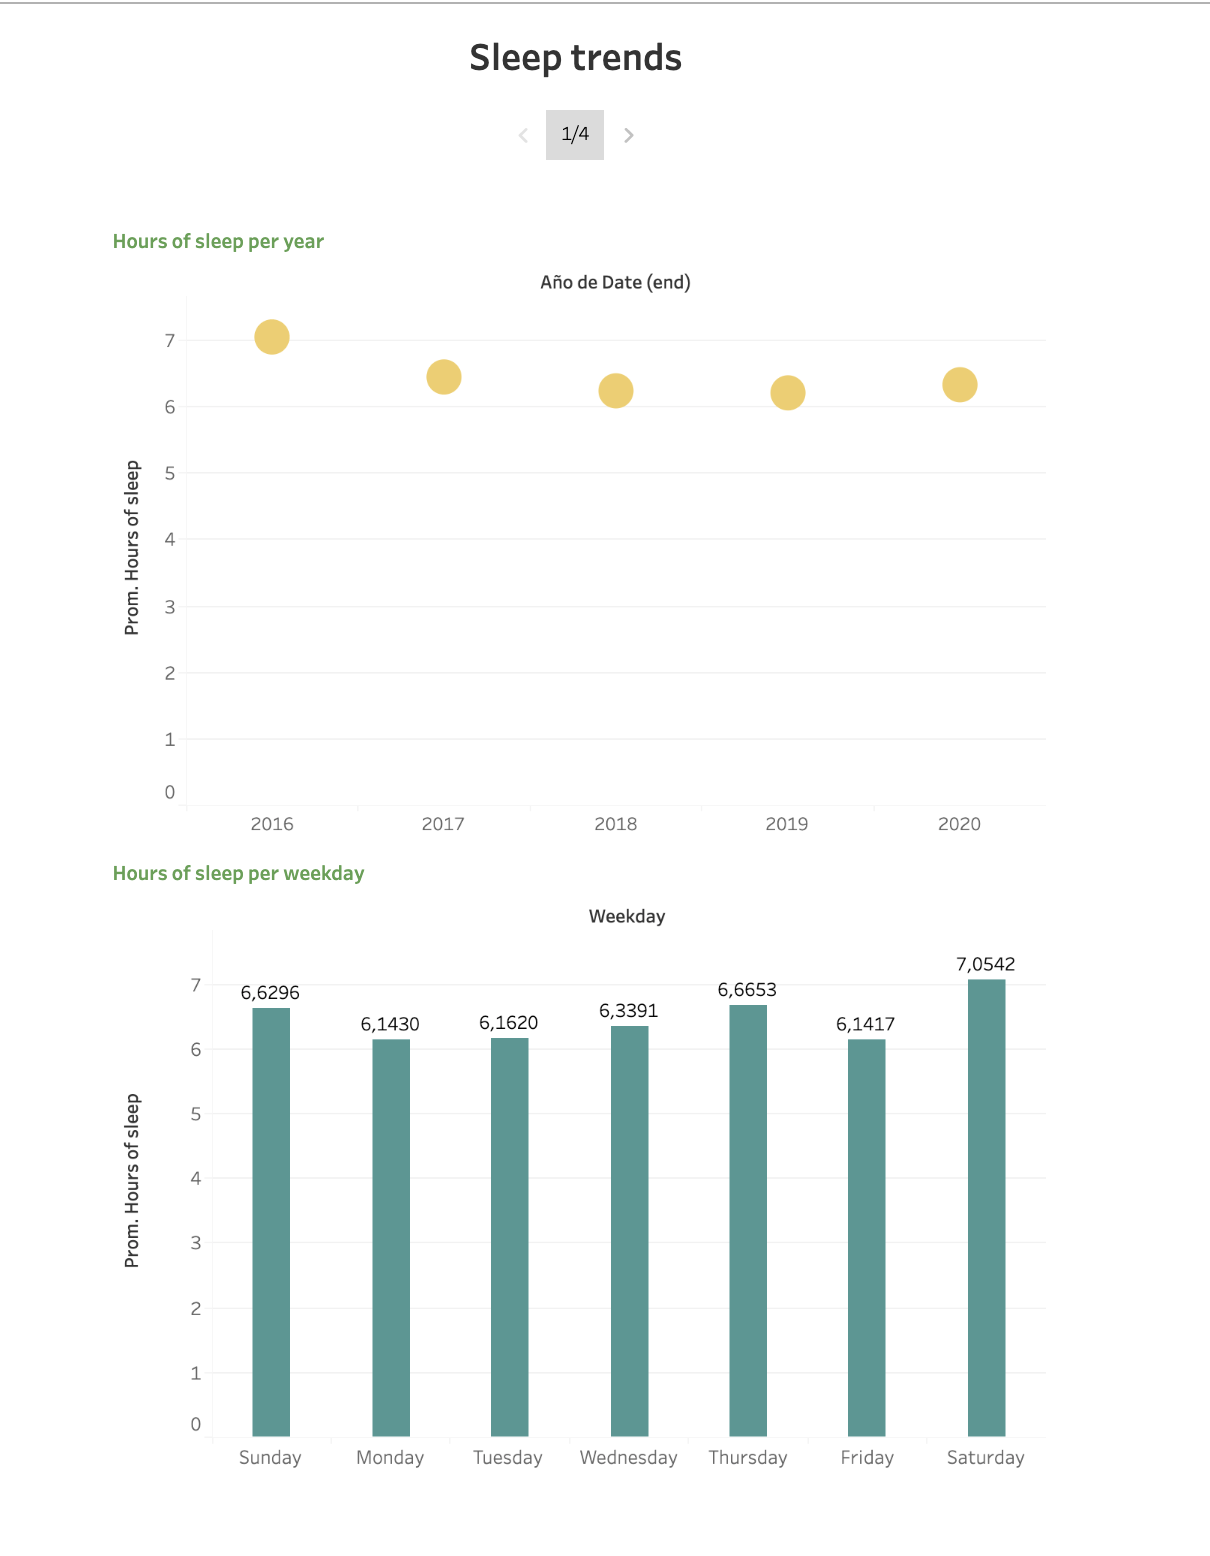 Sleep trends
< 1/4 >
Hours of sleep per year
Año de Date (end)
Prom. Hours of sleep
7
6
5
4
3
2
1
0
2016 2017 2018 2019 2020
Hours of sleep per weekday
Weekday
Prom. Hours of sleep
7
6
5
4
3
2
1
0
6,6296 6,1430 6,1620 6,3391 6,6653 6,1417 7,0542
Sunday Monday Tuesday Wednesday Thursday Friday Saturday